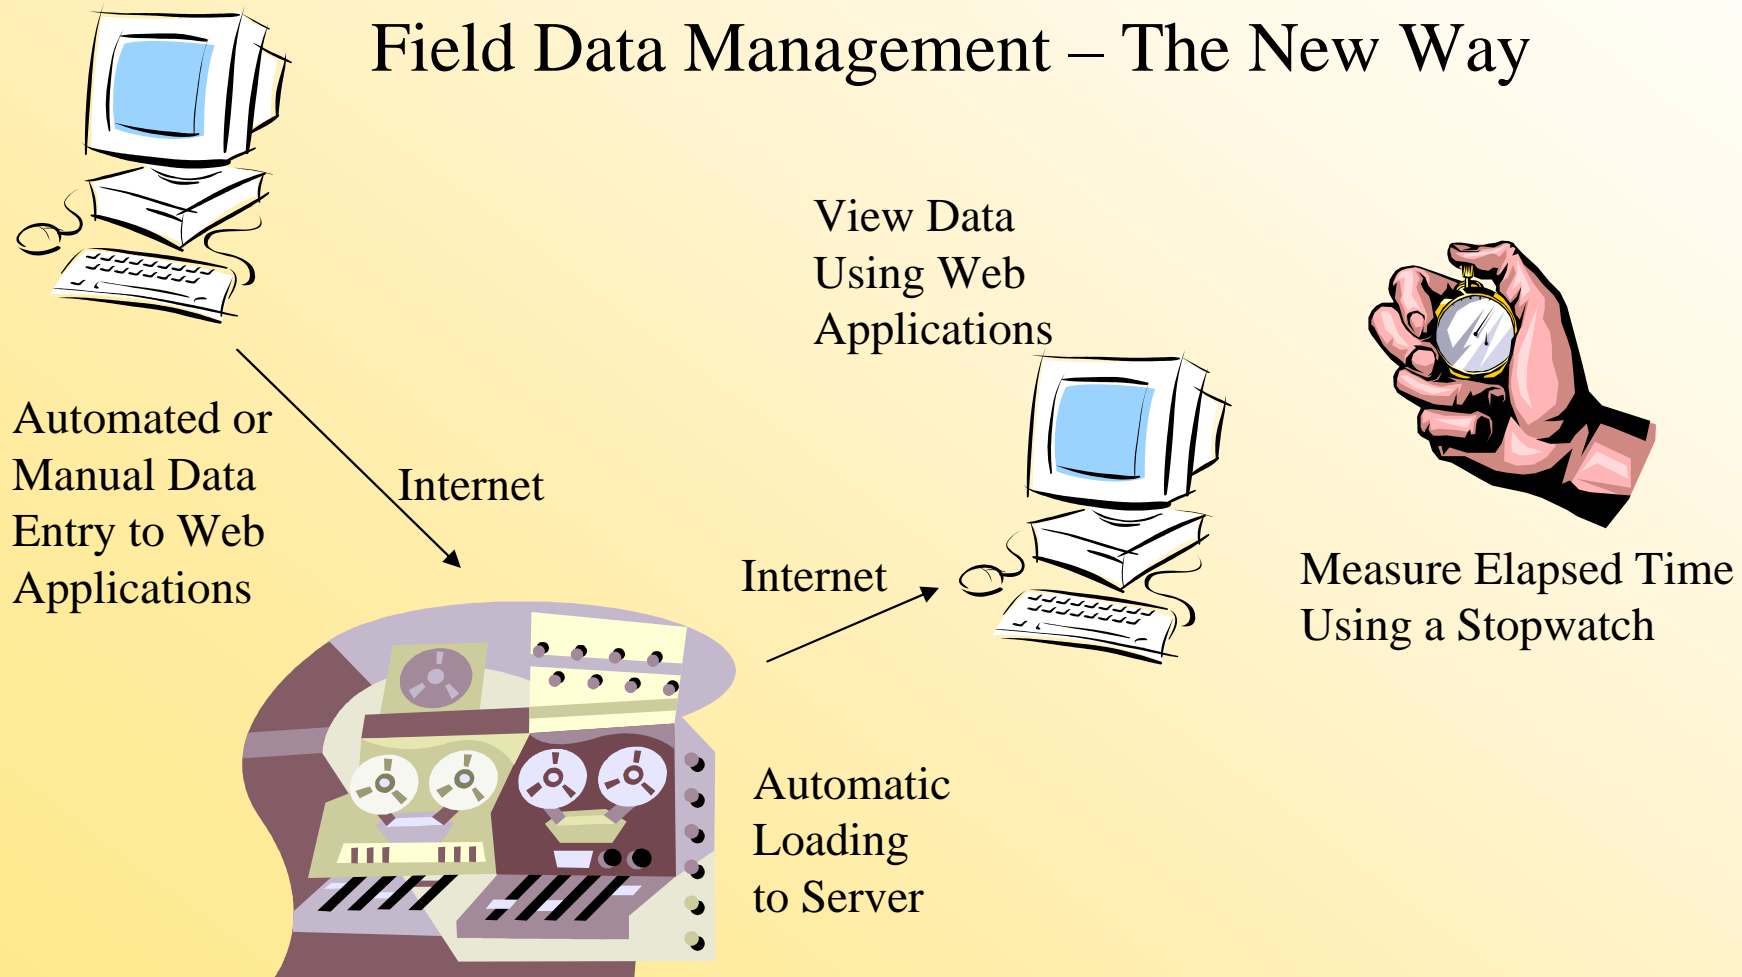 Field Data Management – The New Way
View Data
Using Web
Applications
Automated or
Manual Data
Entry to Web
Applications
Internet
Internet
Measure Elapsed Time
Using a Stopwatch
Automatic
Loading
to Server